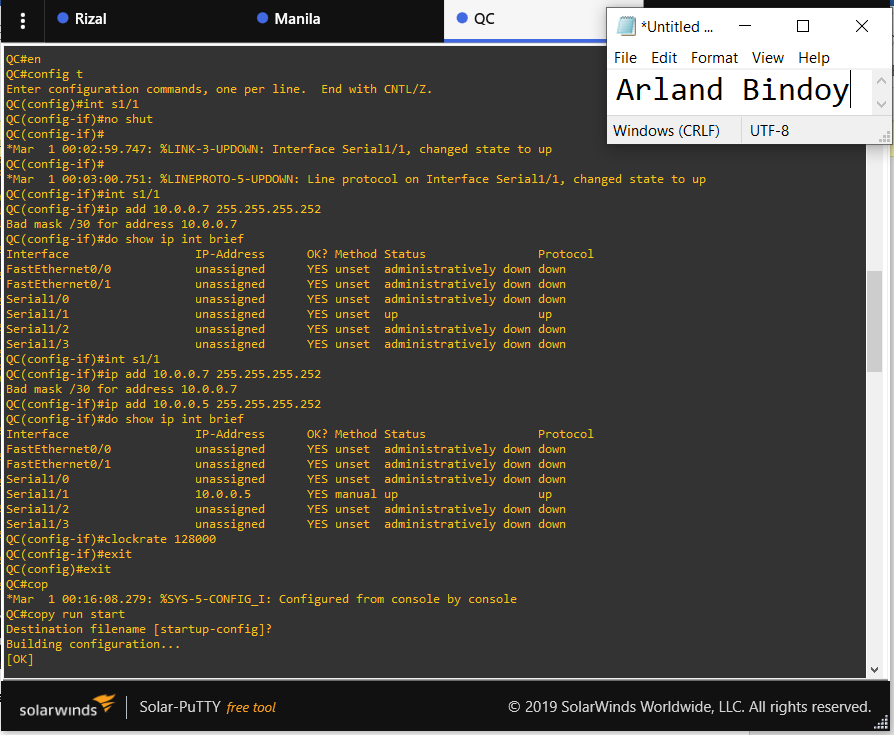 Rizal
Manila
QC
*Untitled ...
File Edit Format View Help
Arland Bindoy
Windows (CRLF) UTF-8
QC#en
QC#config t
Enter configuration commands, one per line.  End with CNTL/Z.
QC(config)#int s1/1
QC(config-if)#no shut
QC(config-if)#
*Mar  1 00:02:59.747: %LINK-3-UPDOWN: Interface Serial1/1, changed state to up
QC(config-if)#
*Mar  1 00:03:00.751: %LINEPROTO-5-UPDOWN: Line protocol on Interface Serial1/1, changed state to up
QC(config-if)#int s1/1
QC(config-if)#ip add 10.0.0.7 255.255.255.252
Bad mask /30 for address 10.0.0.7
QC(config-if)#do show ip int brief
Interface                  IP-Address      OK? Method Status                Protocol
FastEthernet0/0            unassigned      YES unset  administratively down down
FastEthernet0/1            unassigned      YES unset  administratively down down
Serial1/0                  unassigned      YES unset  administratively down down
Serial1/1                  unassigned      YES unset  up                    up
Serial1/2                  unassigned      YES unset  administratively down down
Serial1/3                  unassigned      YES unset  administratively down down
QC(config-if)#int s1/1
QC(config-if)#ip add 10.0.0.7 255.255.255.252
Bad mask /30 for address 10.0.0.7
QC(config-if)#ip add 10.0.0.5 255.255.255.252
QC(config-if)#do show ip int brief
Interface                  IP-Address      OK? Method Status                Protocol
FastEthernet0/0            unassigned      YES unset  administratively down down
FastEthernet0/1            unassigned      YES unset  administratively down down
Serial1/0                  unassigned      YES unset  administratively down down
Serial1/1                  10.0.0.5        YES manual up                    up
Serial1/2                  unassigned      YES unset  administratively down down
Serial1/3                  unassigned      YES unset  administratively down down
QC(config-if)#clockrate 128000
QC(config-if)#exit
QC(config)#exit
QC#cop
*Mar  1 00:16:08.279: %SYS-5-CONFIG_I: Configured from console by console
QC#copy run start
Destination filename [startup-config]?
Building configuration...
[OK]
solarwinds Solar-PuTTY free tool © 2019 SolarWinds Worldwide, LLC. All rights reserved.